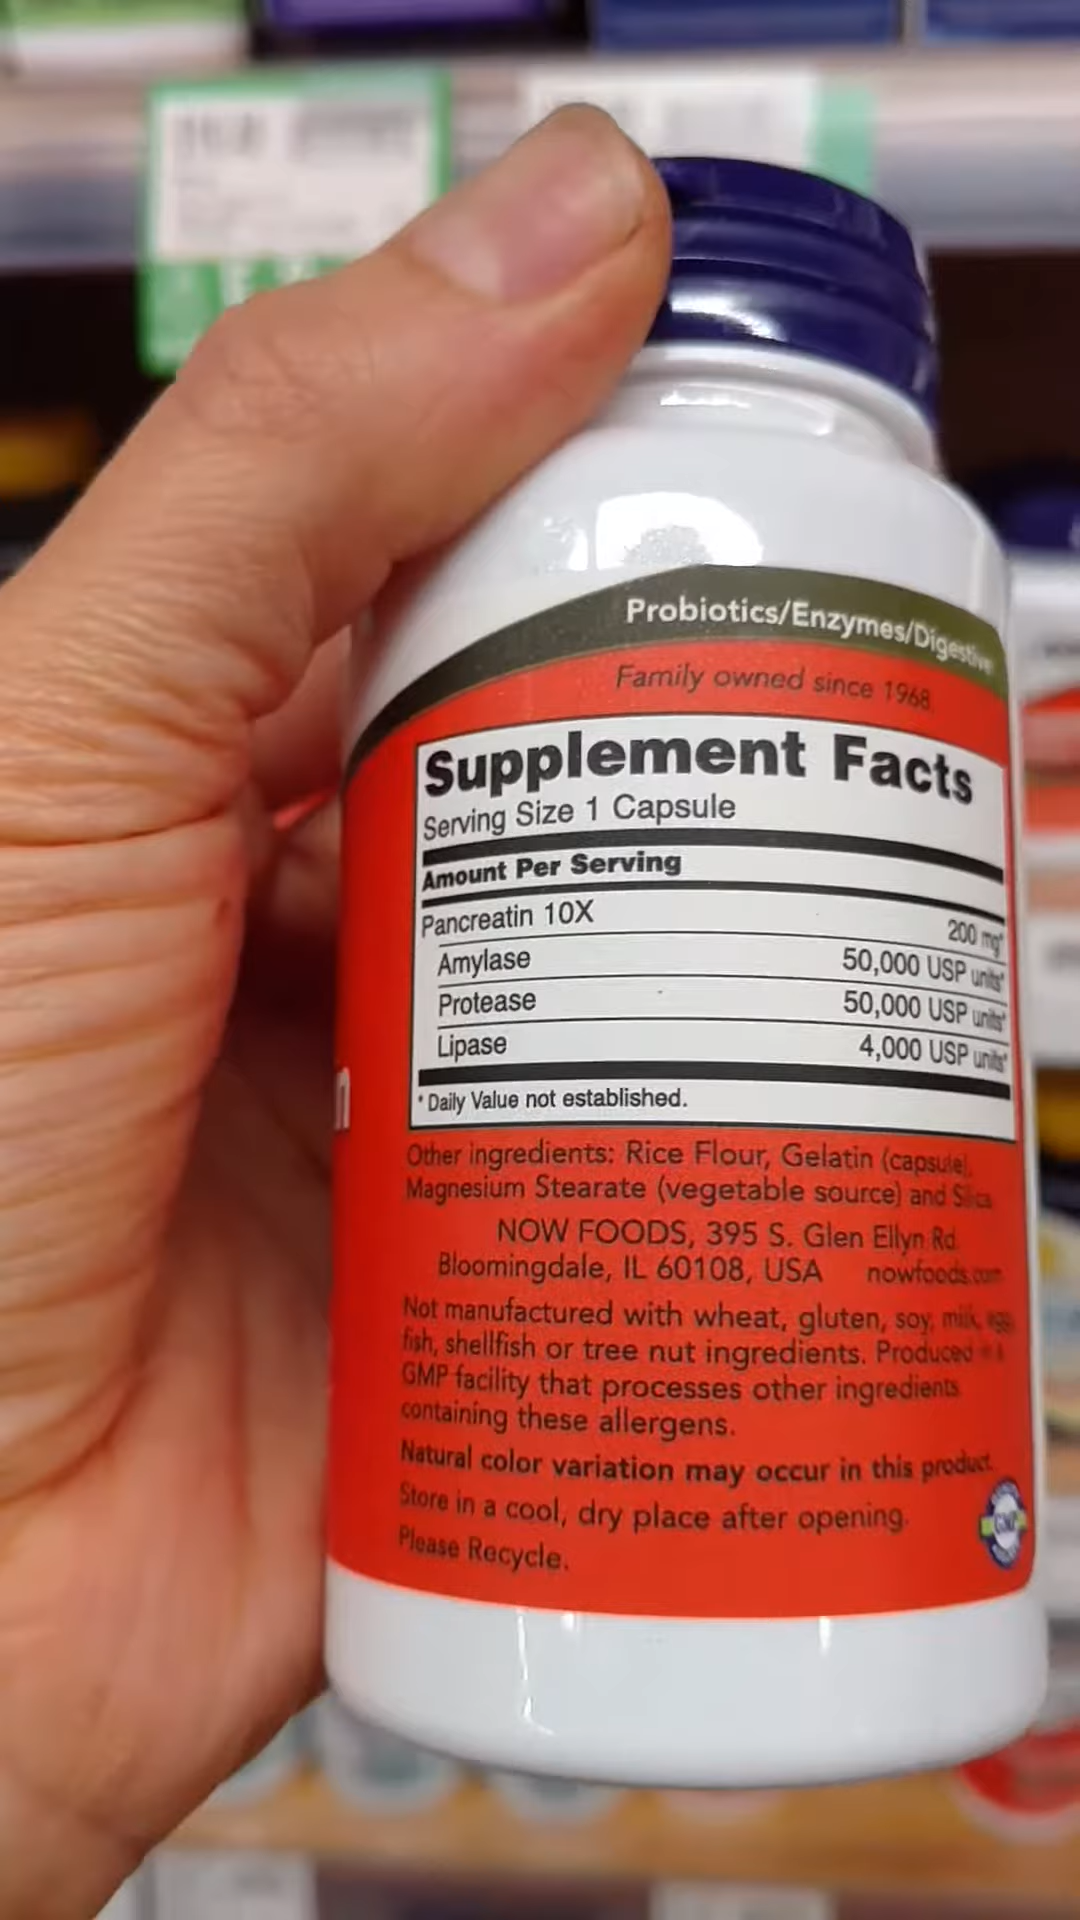 Probiotics/Enzymes/Digestive
Family owned since 1968.
Supplement Facts
Serving Size 1 Capsule
Amount Per Serving
Pancreatin 10X 200 mg*
Amylase 50,000 USP units*
Protease 50,000 USP units*
Lipase 4,000 USP units*
* Daily Value not established.
Other ingredients: Rice Flour, Gelatin (capsule),
Magnesium Stearate (vegetable source) and Silica.
NOW FOODS, 395 S. Glen Ellyn Rd.
Bloomingdale, IL 60108, USA nowfoods.com
Not manufactured with wheat, gluten, soy, milk, egg,
fish, shellfish or tree nut ingredients. Produced in a
GMP facility that processes other ingredients
containing these allergens.
Natural color variation may occur in this product.
Store in a cool, dry place after opening.
Please Recycle.
GMP
n